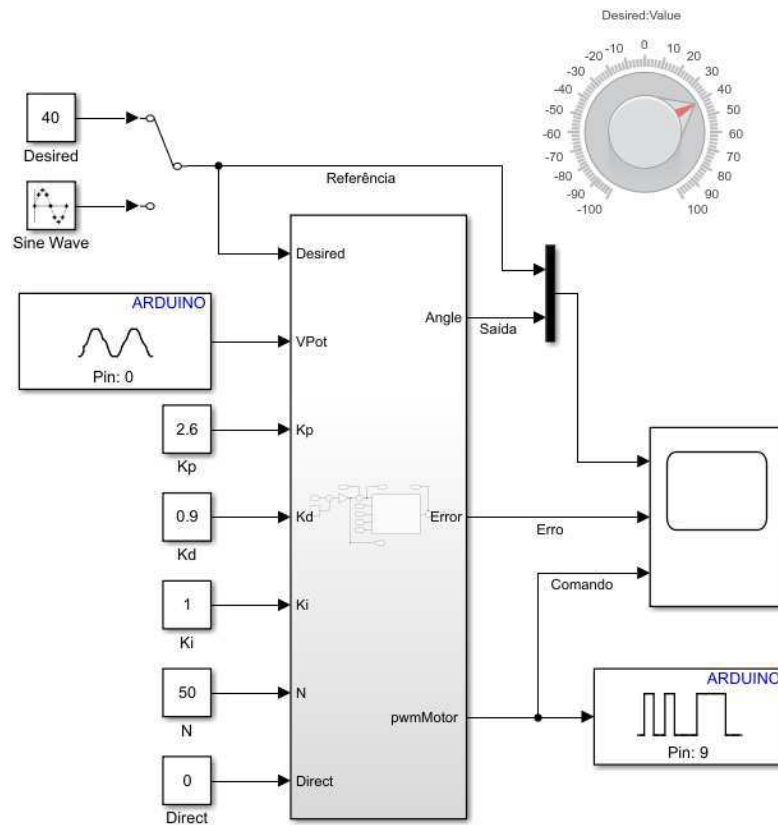 Desired:Value
0
-10
10
-20
20
-30
30
-40
40
-50
50
-60
60
-70
70
-80
80
-90
90
-100
100
40
Desired
Sine Wave
Referência
ARDUINO
Pin: 0
2.6
Kp
0.9
Kd
1
Ki
50
N
0
Direct
Desired
VPot
Kp
Kd
Ki
N
Direct
Angle
Error
pwmMotor
Saída
Erro
Comando
ARDUINO
Pin: 9